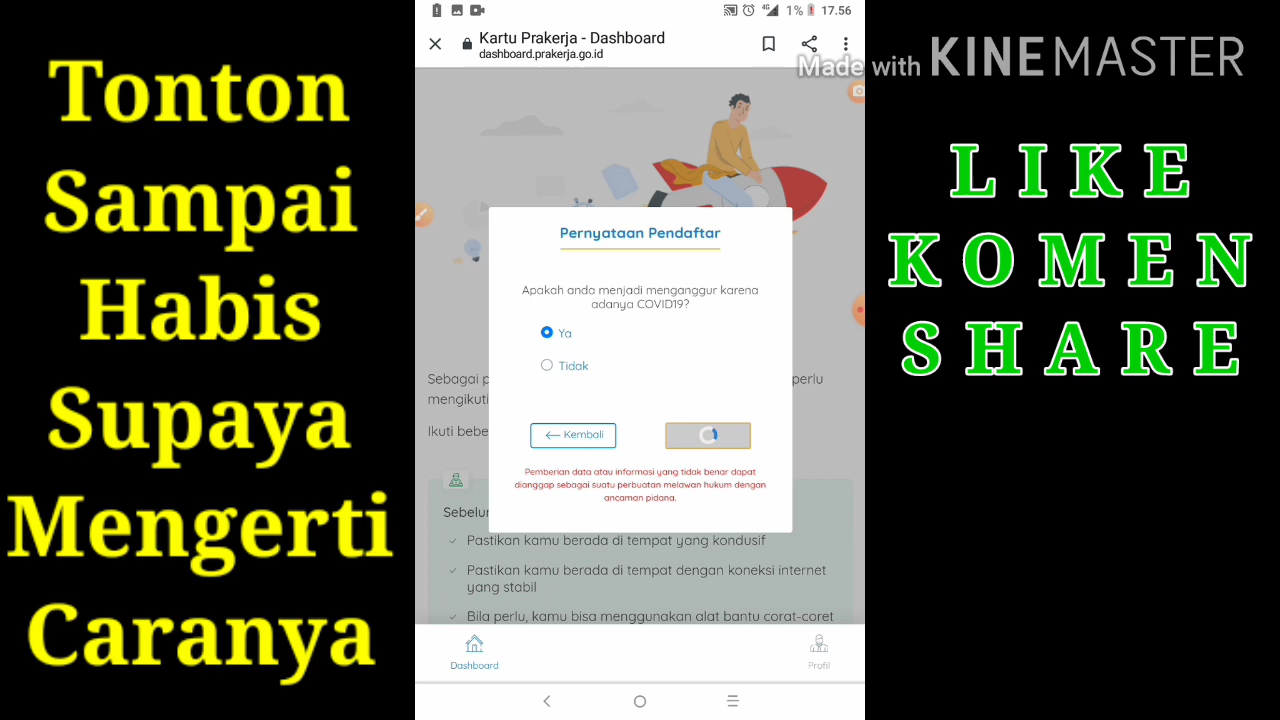 Tonton
Sampai
Habis
Supaya
Mengerti
Caranya
4G 1% 17.56
Kartu Prakerja - Dashboard
dashboard.prakerja.go.id
Made with KINEMASTER
LIKE
KOMEN
SHARE
Pernyataan Pendaftar
Apakah anda menjadi menganggur karena
adanya COVID19?
Ya
Tidak
Kembali
Pemberian data atau informasi yang tidak benar dapat
dianggap sebagai suatu perbuatan melawan hukum dengan
ancaman pidana.
Sebagai p perlu
mengikuti
Ikuti bebe
Sebelu
Pastikan kamu berada di tempat yang kondusif
Pastikan kamu berada di tempat dengan koneksi internet
yang stabil
Bila perlu, kamu bisa menggunakan alat bantu corat-coret
Dashboard
Profil